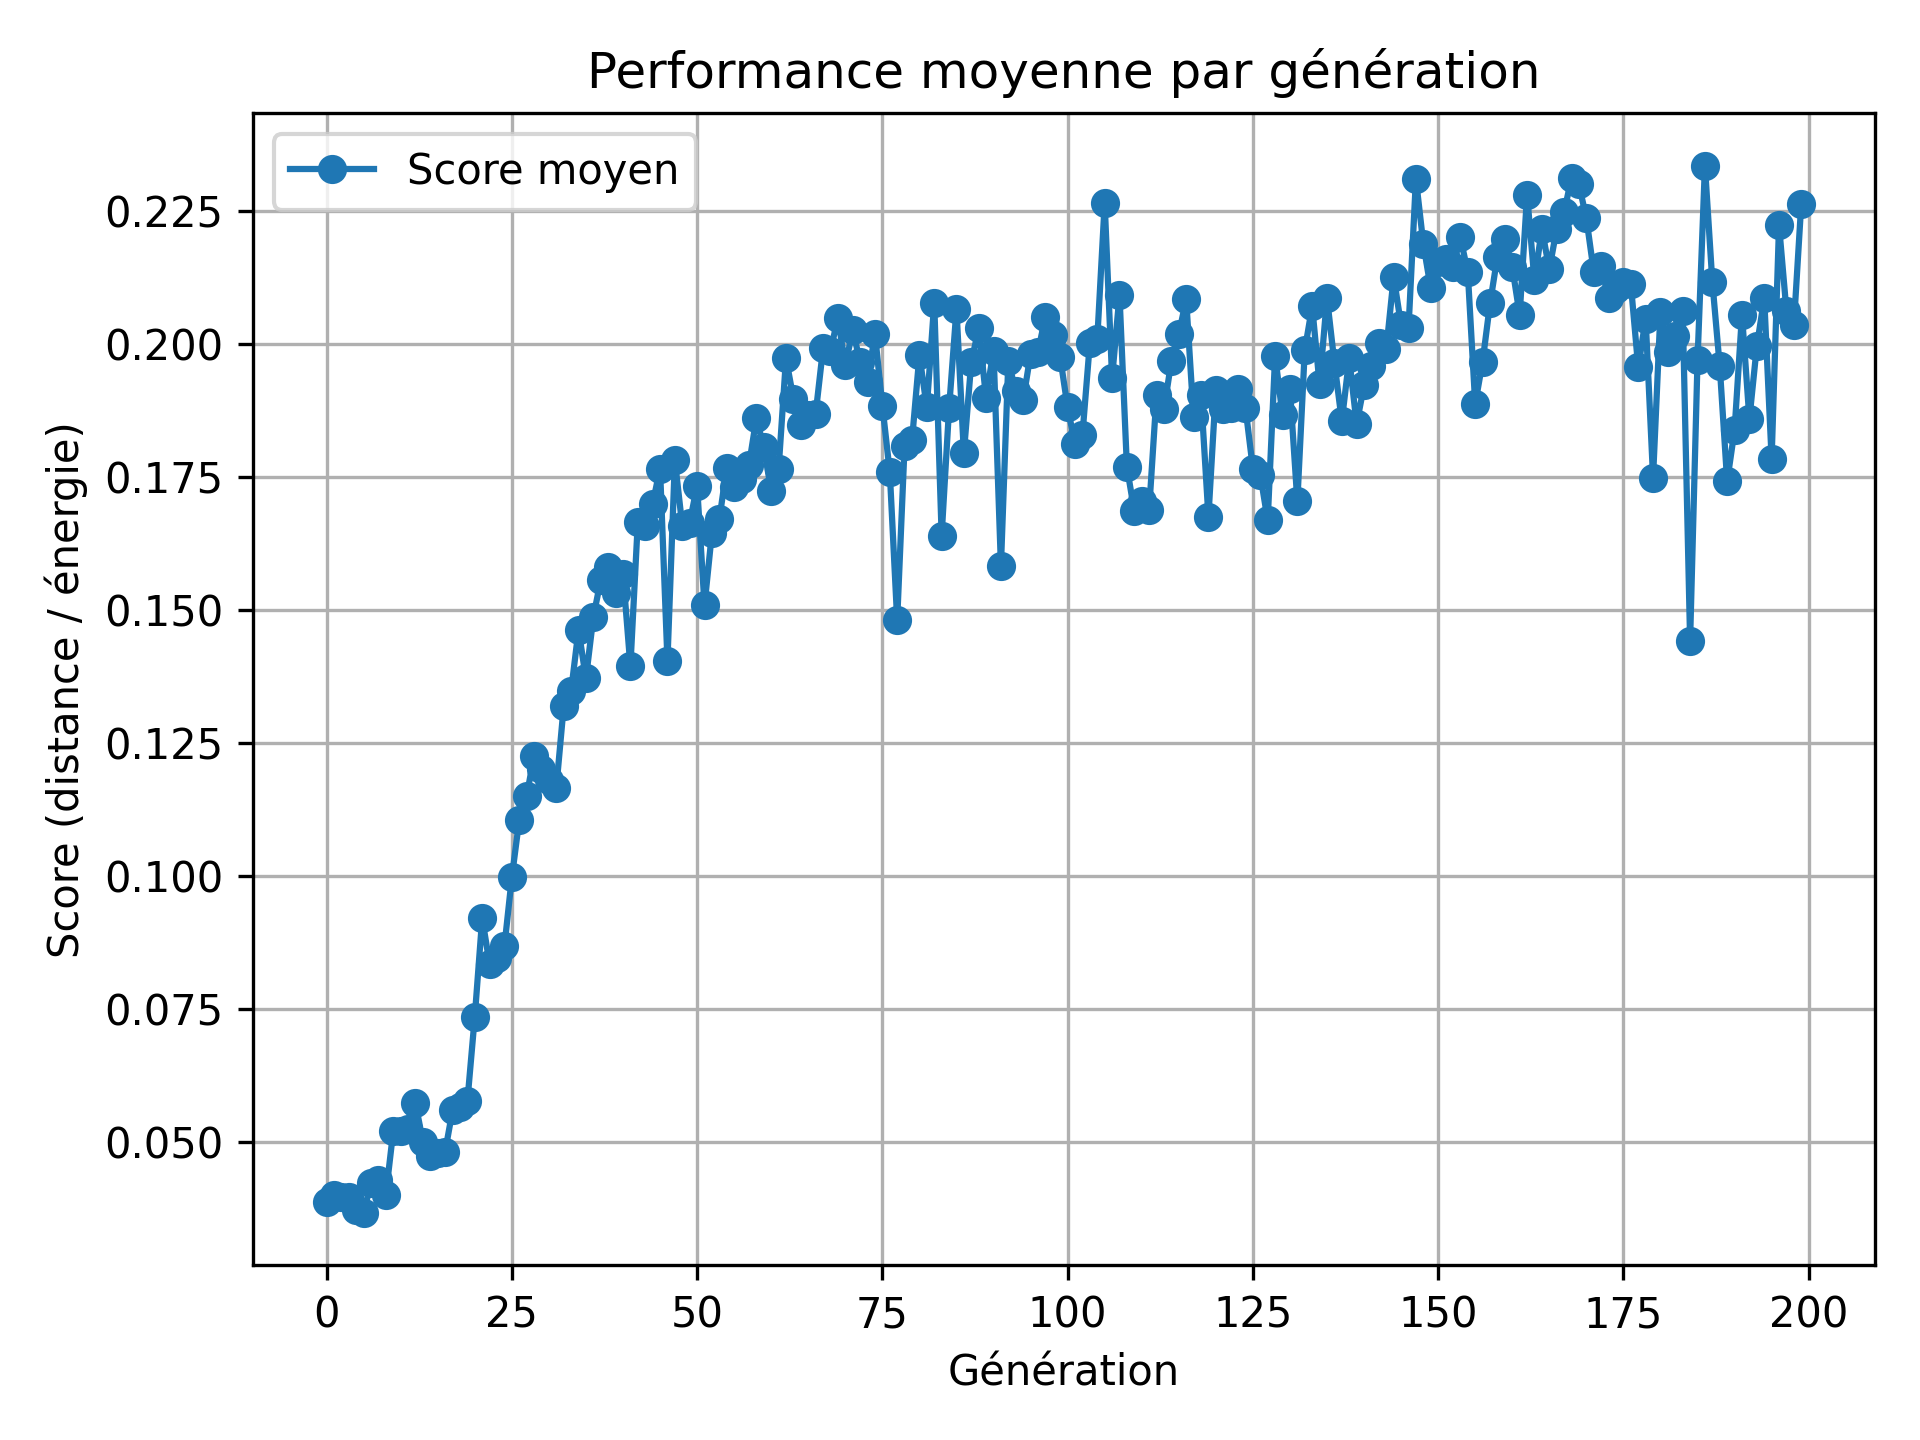 Performance moyenne par génération
Score moyen
Score (distance / énergie)
0.225
0.200
0.175
0.150
0.125
0.100
0.075
0.050
0 25 50 75 100 125 150 175 200
Génération